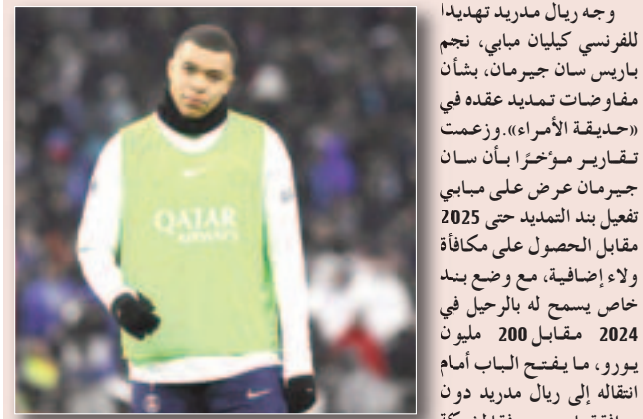 وجه ريال مدريد تهديدا
للفرنسي كيليان مبابي، نجم
باريس سان جيرمان، بشأن
مفاوضات تمديد عقده في
«حديقة الأمراء».وزعمت
تقارير مؤخرًا بأن سان
جيرمان عرض على مبابي
تفعيل بند التمديد حتى 2025
مقابل الحصول على مكافأة
ولاء إضافية، مع وضع بند
خاص يسمح له بالرحيل في
2024 مقابل 200 مليون
يورو، ما يفتح الباب أمام
انتقاله إلى ريال مدريد دون
QATAR
AIRWAYS